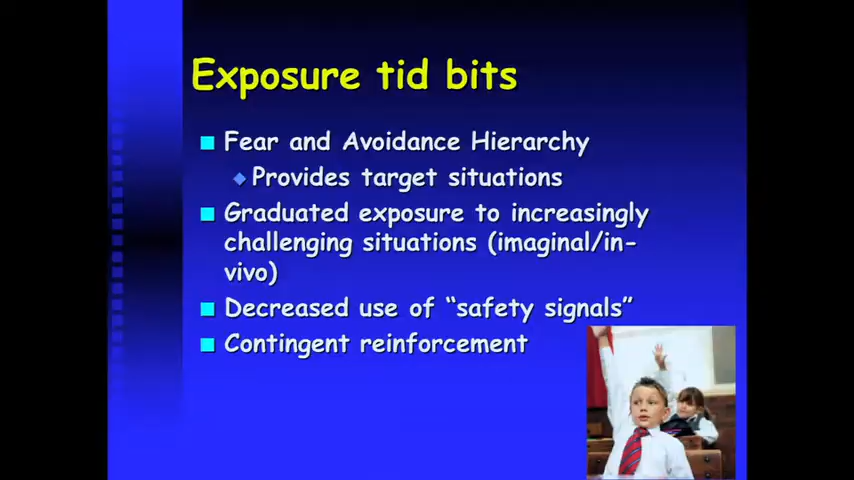 Exposure tid bits
Fear and Avoidance Hierarchy
Provides target situations
Graduated exposure to increasingly
challenging situations (imaginal/in-
vivo)
Decreased use of “safety signals”
Contingent reinforcement